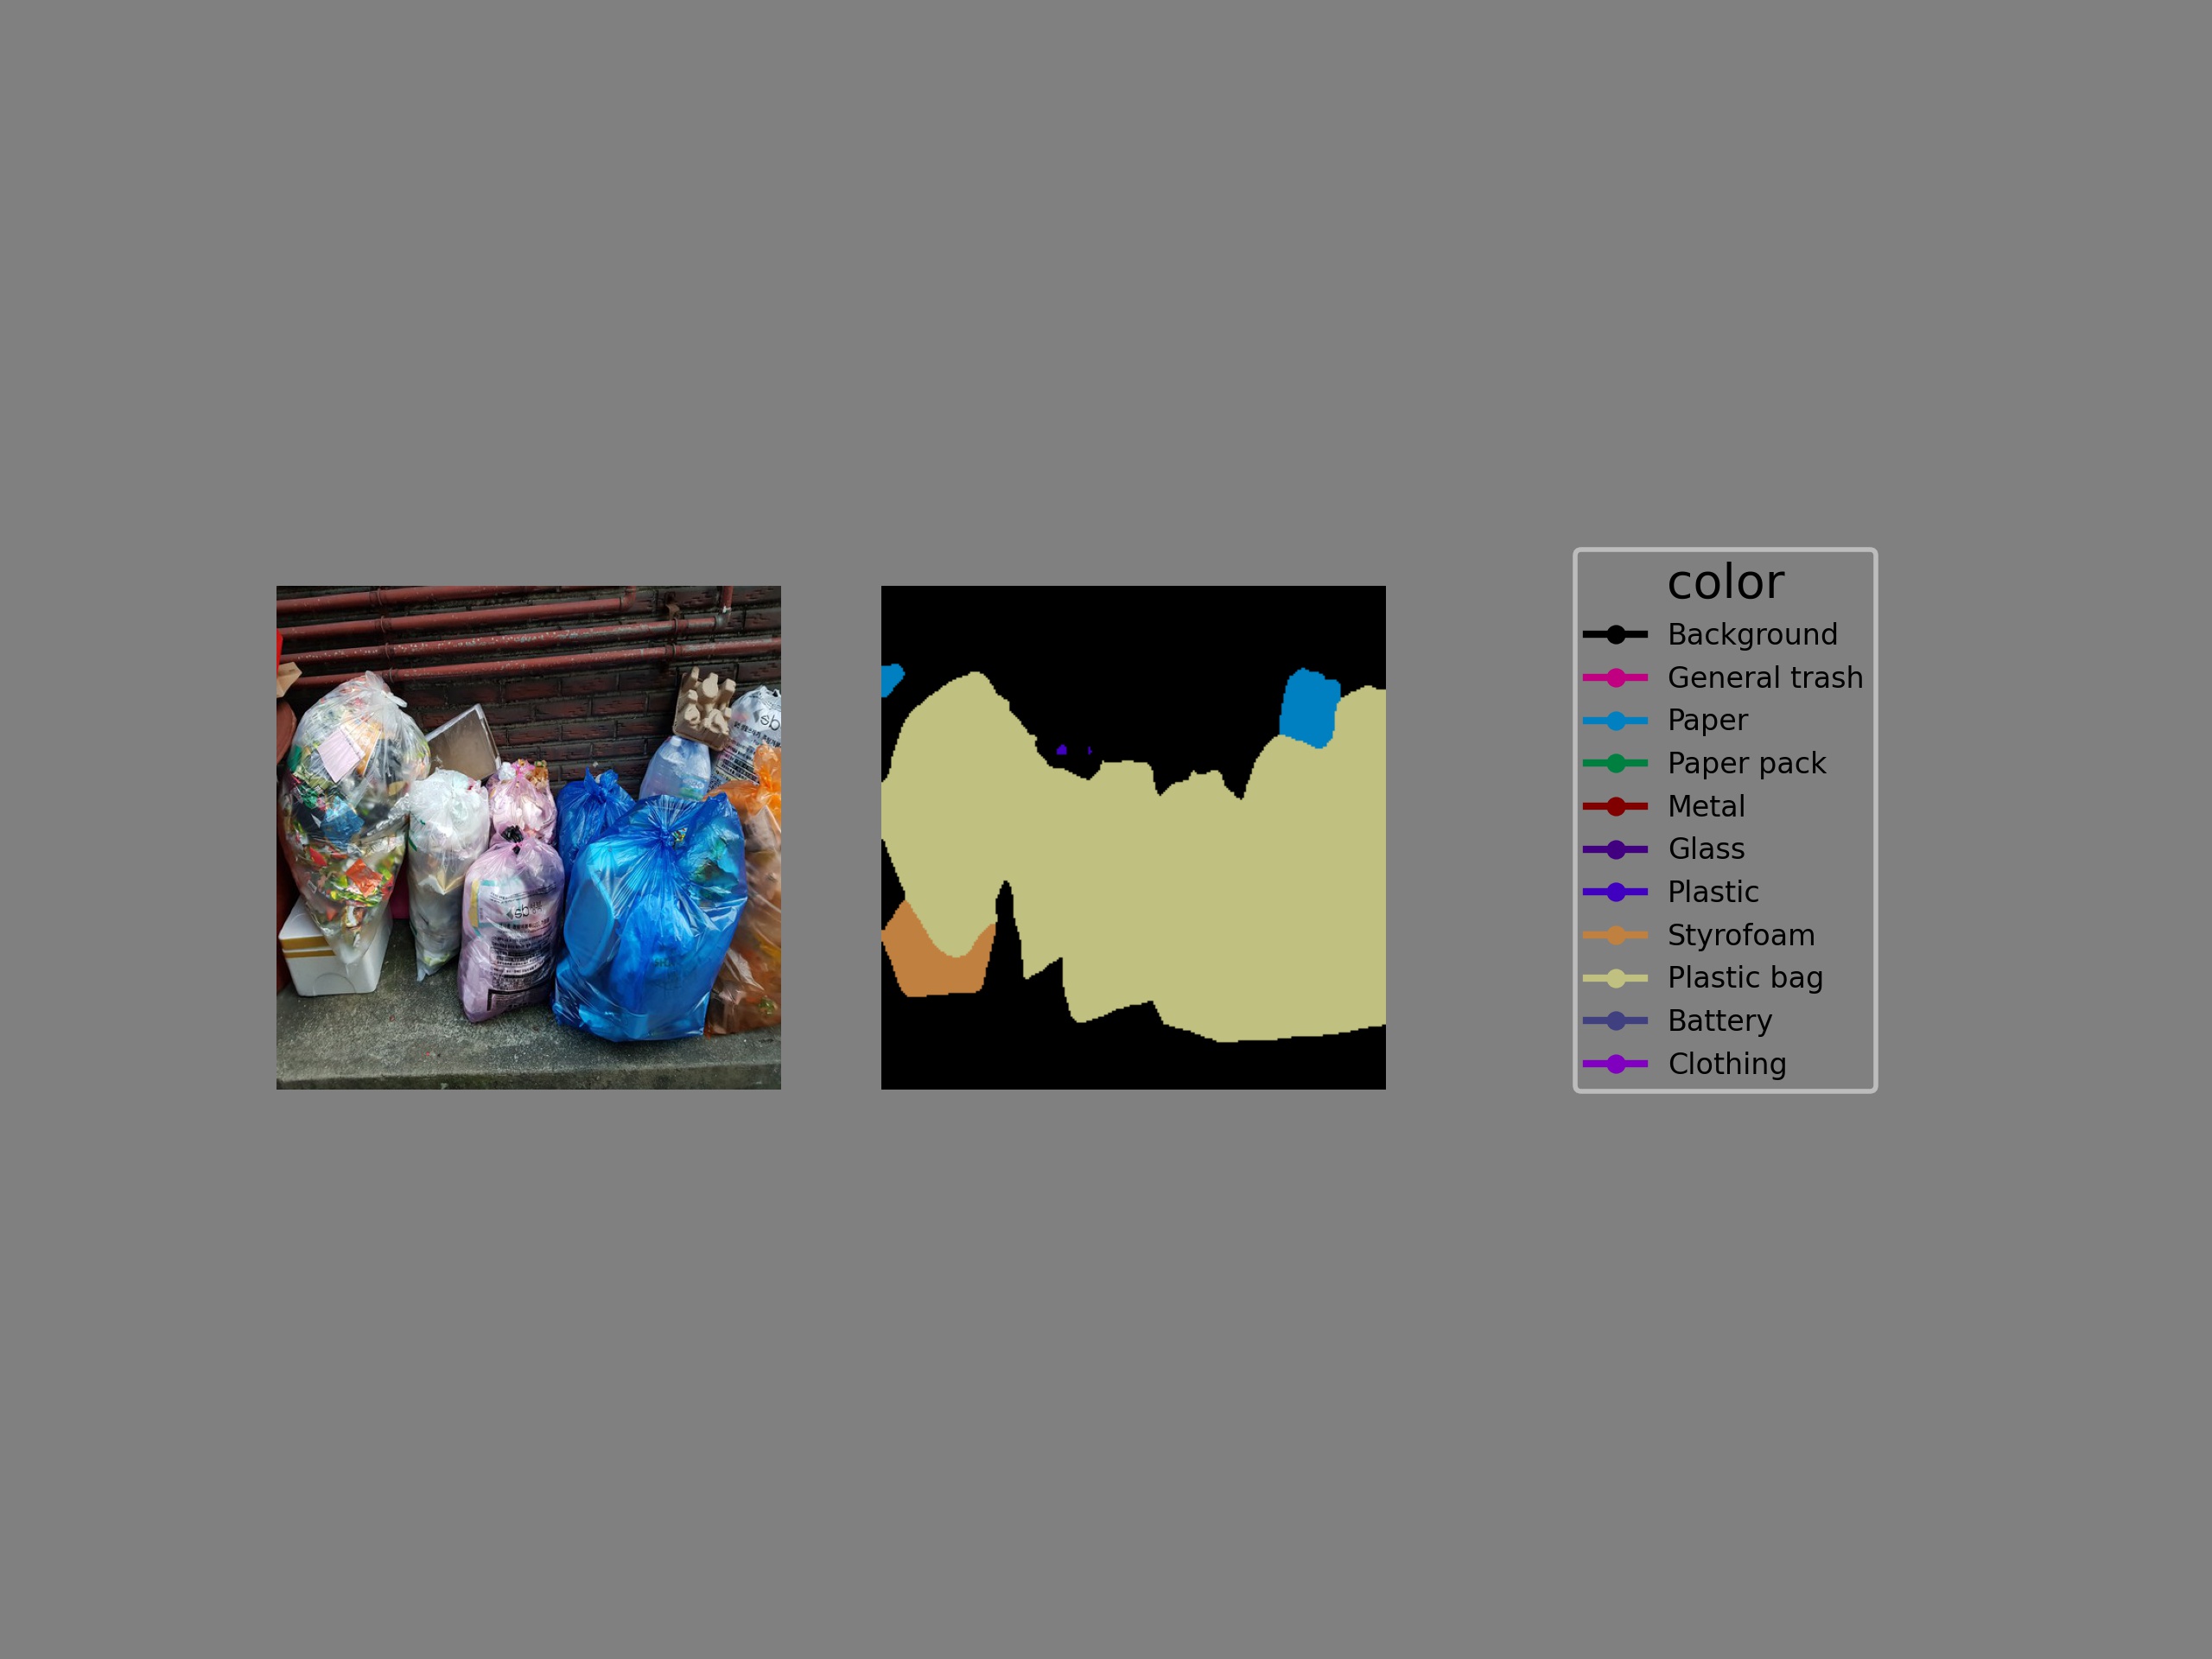 color
Background
General trash
Paper
Paper pack
Metal
Glass
Plastic
Styrofoam
Plastic bag
Battery
Clothing